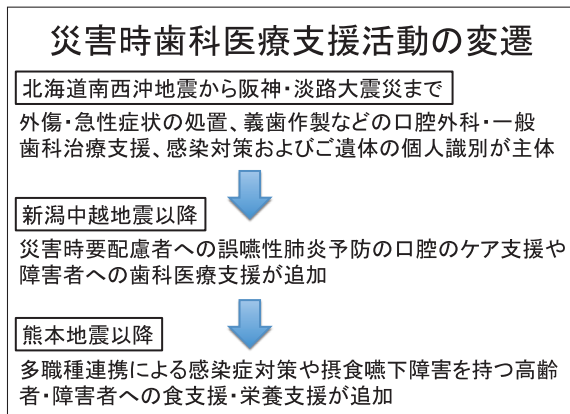 災害時歯科医療支援活動の変遷
北海道南西沖地震から阪神・淡路大震災まで
外傷・急性症状の処置、義歯作製などの口腔外科・一般
歯科治療支援、感染対策およびご遺体の個人識別が主体
新潟中越地震以降
災害時要配慮者への誤嚥性肺炎予防の口腔のケア支援や
障害者への歯科医療支援が追加
熊本地震以降
多職種連携による感染症対策や摂食嚥下障害を持つ高齢
者・障害者への食支援・栄養支援が追加